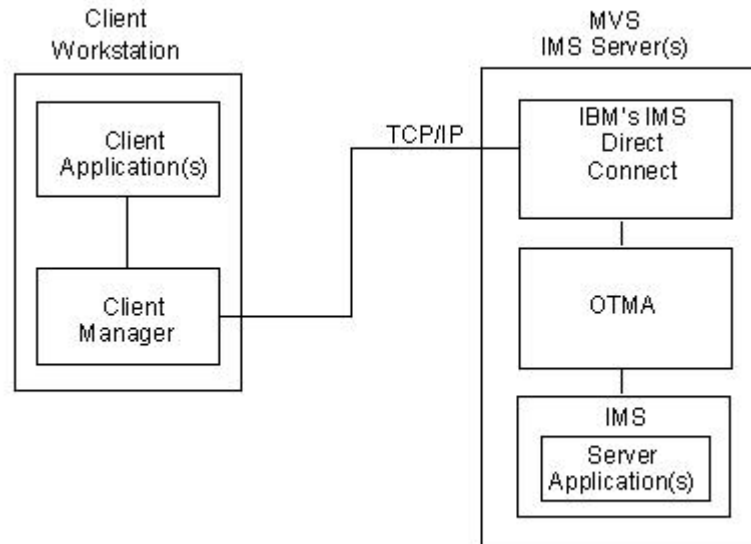 Client
Workstation
Client
Application(s)
Client
Manager
TCP/IP
MVS
IMS Server(s)
IBM's IMS
Direct
Connect
OTMA
IMS
Server
Application(s)